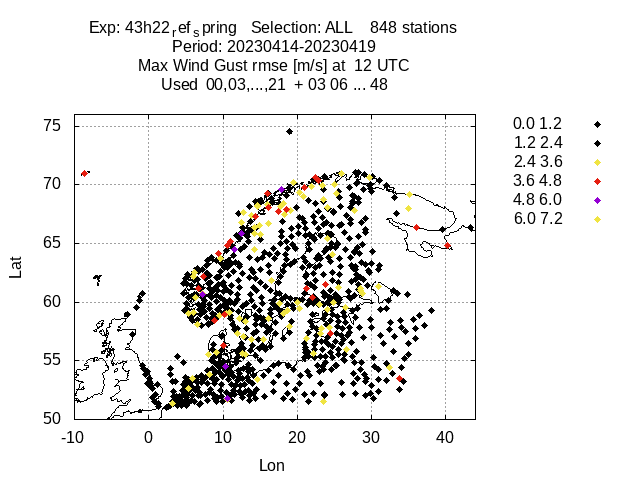 Exp: 43h22refspring   Selection: ALL    848 stations
Period: 20230414-20230419
Max Wind Gust rmse [m/s] at  12 UTC
Used  00,03,...,21  + 03 06 ... 48
0.0 1.2
1.2 2.4
2.4 3.6
3.6 4.8
4.8 6.0
6.0 7.2
75
70
65
60
55
50
Lat
-10 0 10 20 30 40
Lon